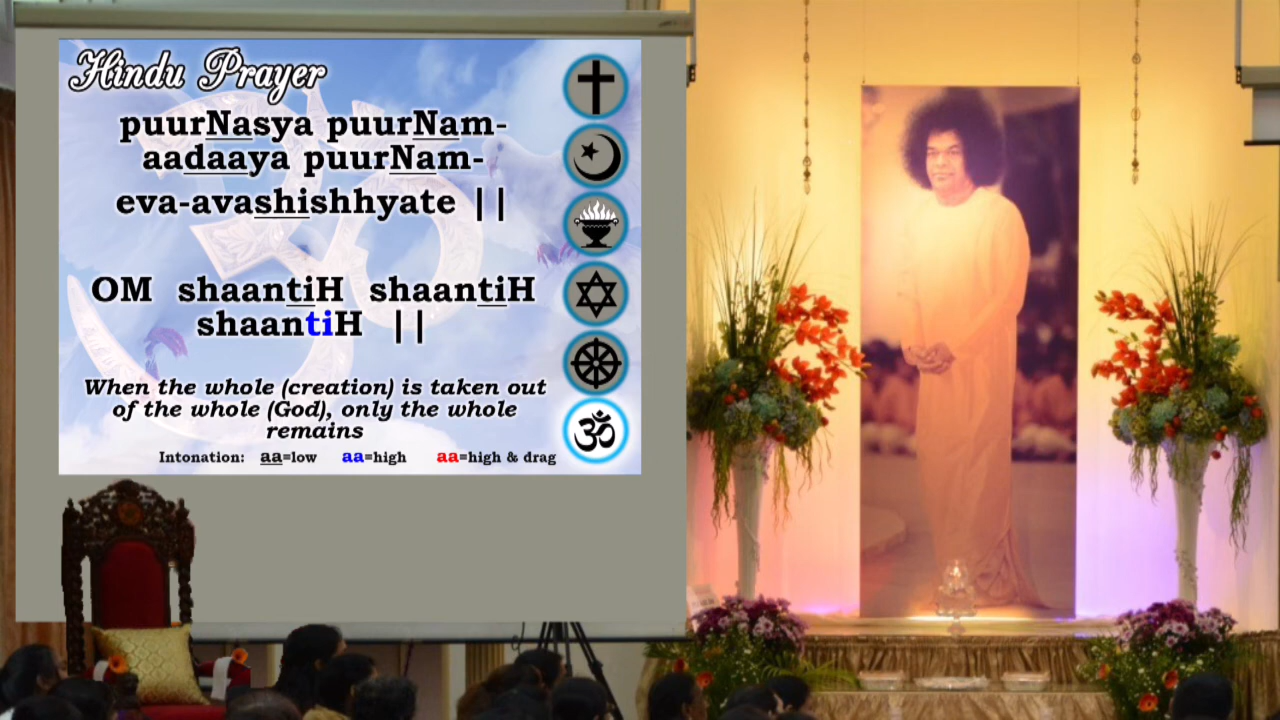 Hindu Prayer
puurNasya puurNam-
aadaaya puurNam-
eva-avashishhyate ||
OM shaantiH shaantiH
shaantiH ||
When the whole (creation) is taken out
of the whole (God), only the whole
remains
Intonation: aa=low aa=high aa=high & drag
ॐ